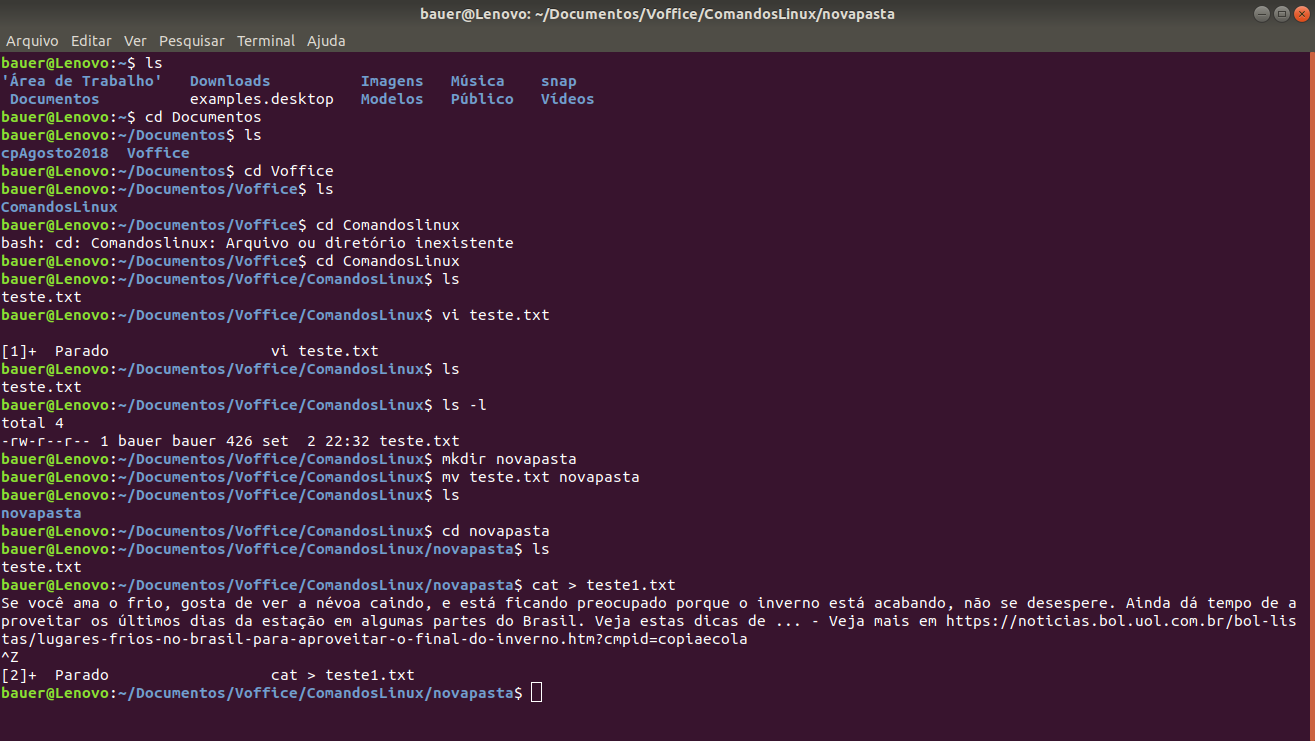 bauer@Lenovo: ~/Documentos/Voffice/ComandosLinux/novapasta
Arquivo Editar Ver Pesquisar Terminal Ajuda
bauer@Lenovo:~$ ls
'Área de Trabalho'   Downloads          Imagens   Música    snap
 Documentos          examples.desktop   Modelos   Público   Vídeos
bauer@Lenovo:~$ cd Documentos
bauer@Lenovo:~/Documentos$ ls
cpAgosto2018  Voffice
bauer@Lenovo:~/Documentos$ cd Voffice
bauer@Lenovo:~/Documentos/Voffice$ ls
ComandosLinux
bauer@Lenovo:~/Documentos/Voffice$ cd Comandoslinux
bash: cd: Comandoslinux: Arquivo ou diretório inexistente
bauer@Lenovo:~/Documentos/Voffice$ cd ComandosLinux
bauer@Lenovo:~/Documentos/Voffice/ComandosLinux$ ls
teste.txt
bauer@Lenovo:~/Documentos/Voffice/ComandosLinux$ vi teste.txt
[1]+  Parado                  vi teste.txt
bauer@Lenovo:~/Documentos/Voffice/ComandosLinux$ ls
teste.txt
bauer@Lenovo:~/Documentos/Voffice/ComandosLinux$ ls -l
total 4
-rw-r--r-- 1 bauer bauer 426 set  2 22:32 teste.txt
bauer@Lenovo:~/Documentos/Voffice/ComandosLinux$ mkdir novapasta
bauer@Lenovo:~/Documentos/Voffice/ComandosLinux$ mv teste.txt novapasta
bauer@Lenovo:~/Documentos/Voffice/ComandosLinux$ ls
novapasta
bauer@Lenovo:~/Documentos/Voffice/ComandosLinux$ cd novapasta
bauer@Lenovo:~/Documentos/Voffice/ComandosLinux/novapasta$ ls
teste.txt
bauer@Lenovo:~/Documentos/Voffice/ComandosLinux/novapasta$ cat > teste1.txt
Se você ama o frio, gosta de ver a névoa caindo, e está ficando preocupado porque o inverno está acabando, não se desespere. Ainda dá tempo de a
proveitar os últimos dias da estação em algumas partes do Brasil. Veja estas dicas de ... - Veja mais em https://noticias.bol.uol.com.br/bol-lis
tas/lugares-frios-no-brasil-para-aproveitar-o-final-do-inverno.htm?cmpid=copiaecola
^Z
[2]+  Parado                  cat > teste1.txt
bauer@Lenovo:~/Documentos/Voffice/ComandosLinux/novapasta$